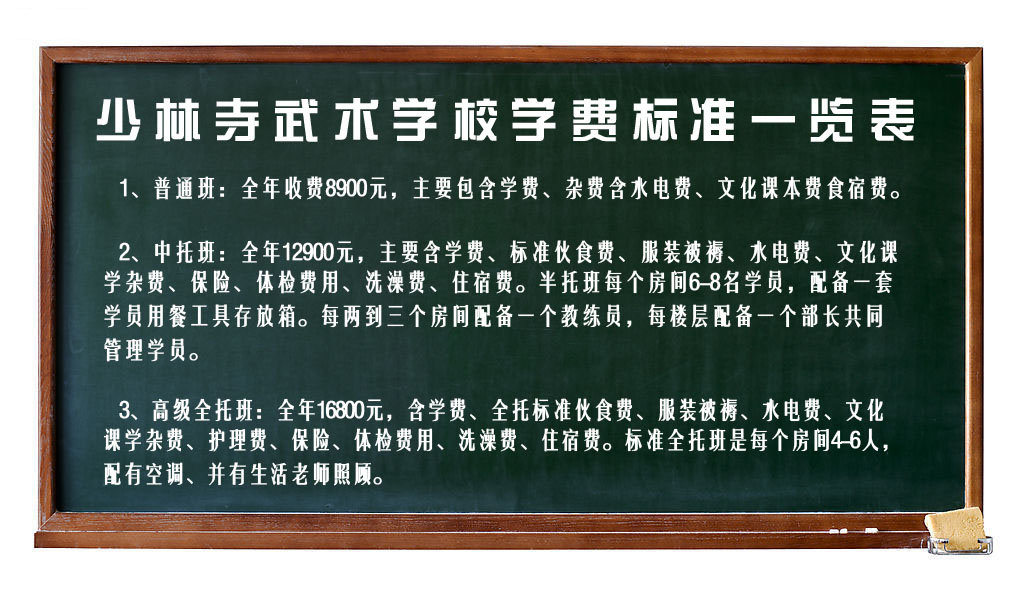 少林寺武术学校学费标准一览表
1、普通班：全年收费8900元，主要包含学费、杂费含水电费、文化课本费食宿费。
2、中托班：全年12900元，主要含学费、标准伙食费、服装被褥、水电费、文化课
学杂费、保险、体检费用、洗澡费、住宿费。半托班每个房间6-8名学员，配备一套
学员用餐工具存放箱。每两到三个房间配备一个教练员，每楼层配备一个部长共同
管理学员。
3、高级全托班：全年16800元，含学费、全托标准伙食费、服装被褥、水电费、文化
课学杂费、护理费、保险、体检费用、洗澡费、住宿费。标准全托班是每个房间4-6人，
配有空调、并有生活老师照顾。